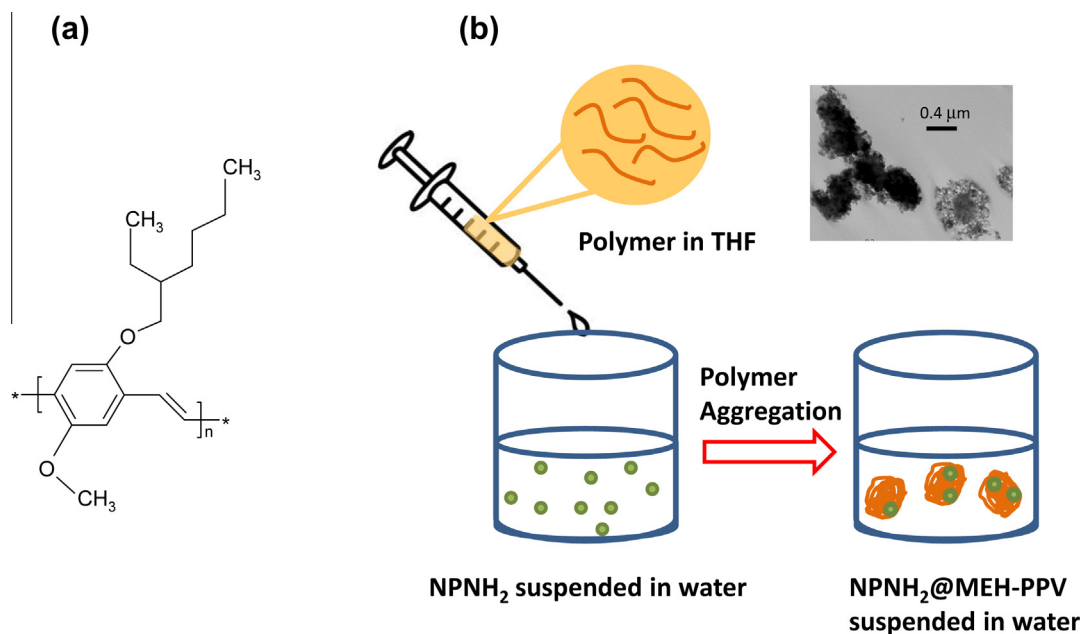 (a)
(b)
CH3
CH3
O
*
[
]
n
*
O
CH3
Polymer in THF
0.4 μm
Polymer
Aggregation
NPNH2 suspended in water
NPNH2@MEH-PPV
suspended in water